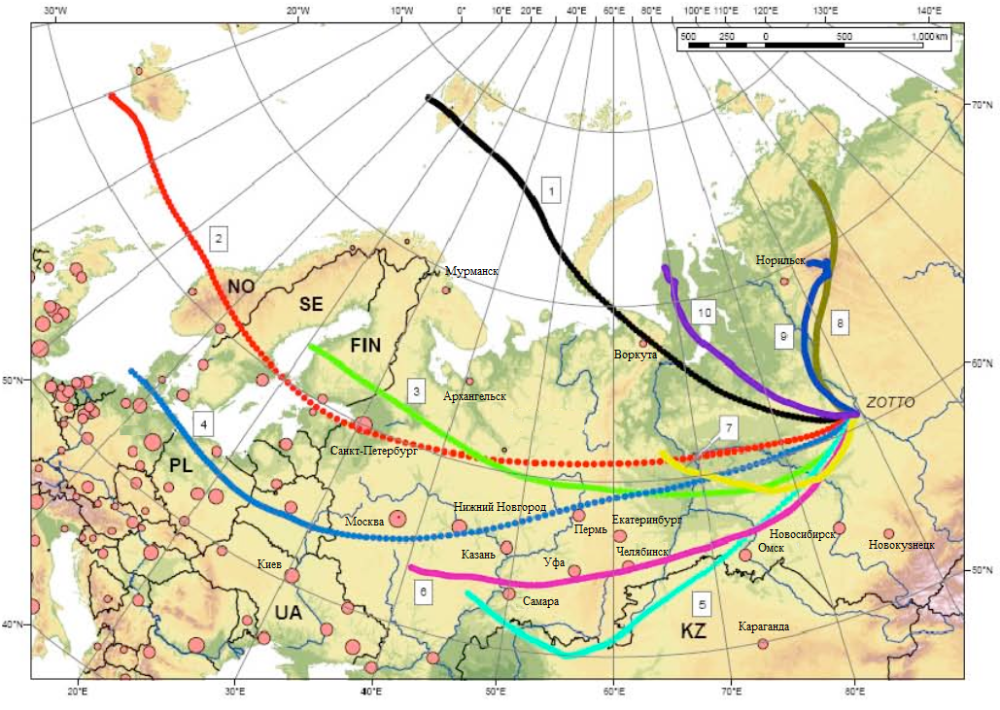 30°W 20°W 10°W 0° 10°E 20°E 40°E 60°E 80°E 100°E 110°E 120°E 130°E 140°E
500 250 0 500 1,000 km
70°N
1
2
Мурманск
Норильск
NO
SE
10
8
9
FIN
Воркута
60°N
50°N
3
Архангельск
ZOTTO
4
7
Санкт-Петербург
PL
Нижний Новгород
Москва
Пермь
Екатеринбург
Новосибирск
Казань
Челябинск
Омск
Новокузнецк
Киев
Уфа
50°N
6
Самара
5
UA
KZ
Караганда
40°N
20°E 30°E 40°E 50°E 60°E 70°E 80°E